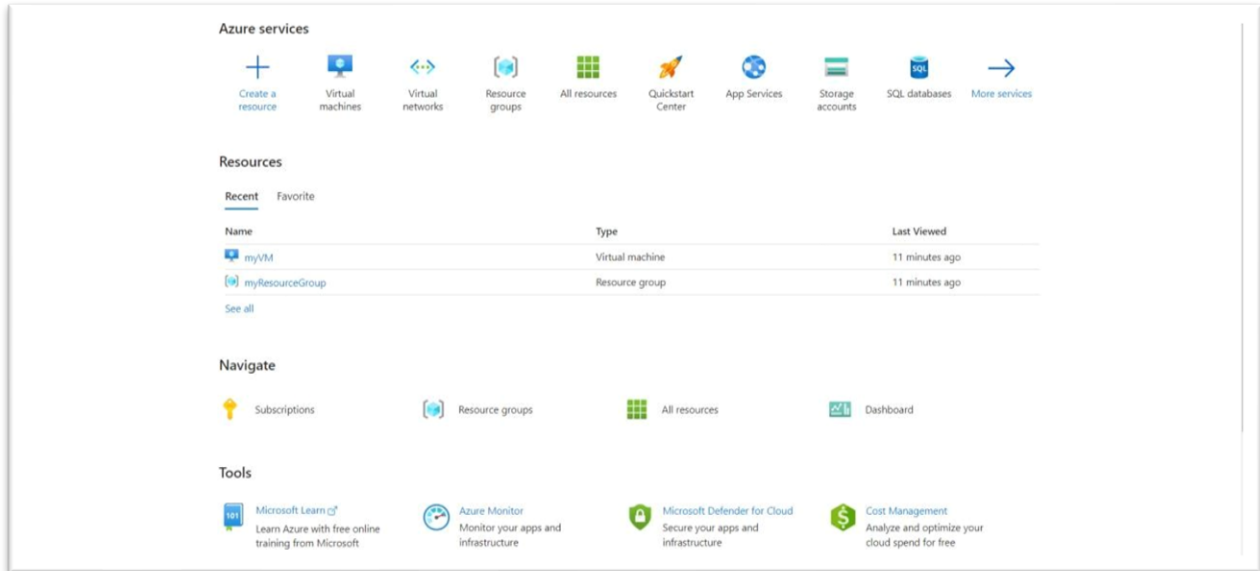 Azure services
Create a resource
Virtual machines
Virtual networks
Resource groups
All resources
Quickstart Center
App Services
Storage accounts
SQL
SQL databases
More services
Resources
Recent Favorite
Name Type Last Viewed
myVM Virtual machine 11 minutes ago
myResourceGroup Resource group 11 minutes ago
See all
Navigate
Subscriptions Resource groups All resources Dashboard
Tools
101
Microsoft Learn
Learn Azure with free online
training from Microsoft
Azure Monitor
Monitor your apps and
infrastructure
Microsoft Defender for Cloud
Secure your apps and
infrastructure
$
Cost Management
Analyze and optimize your
cloud spend for free